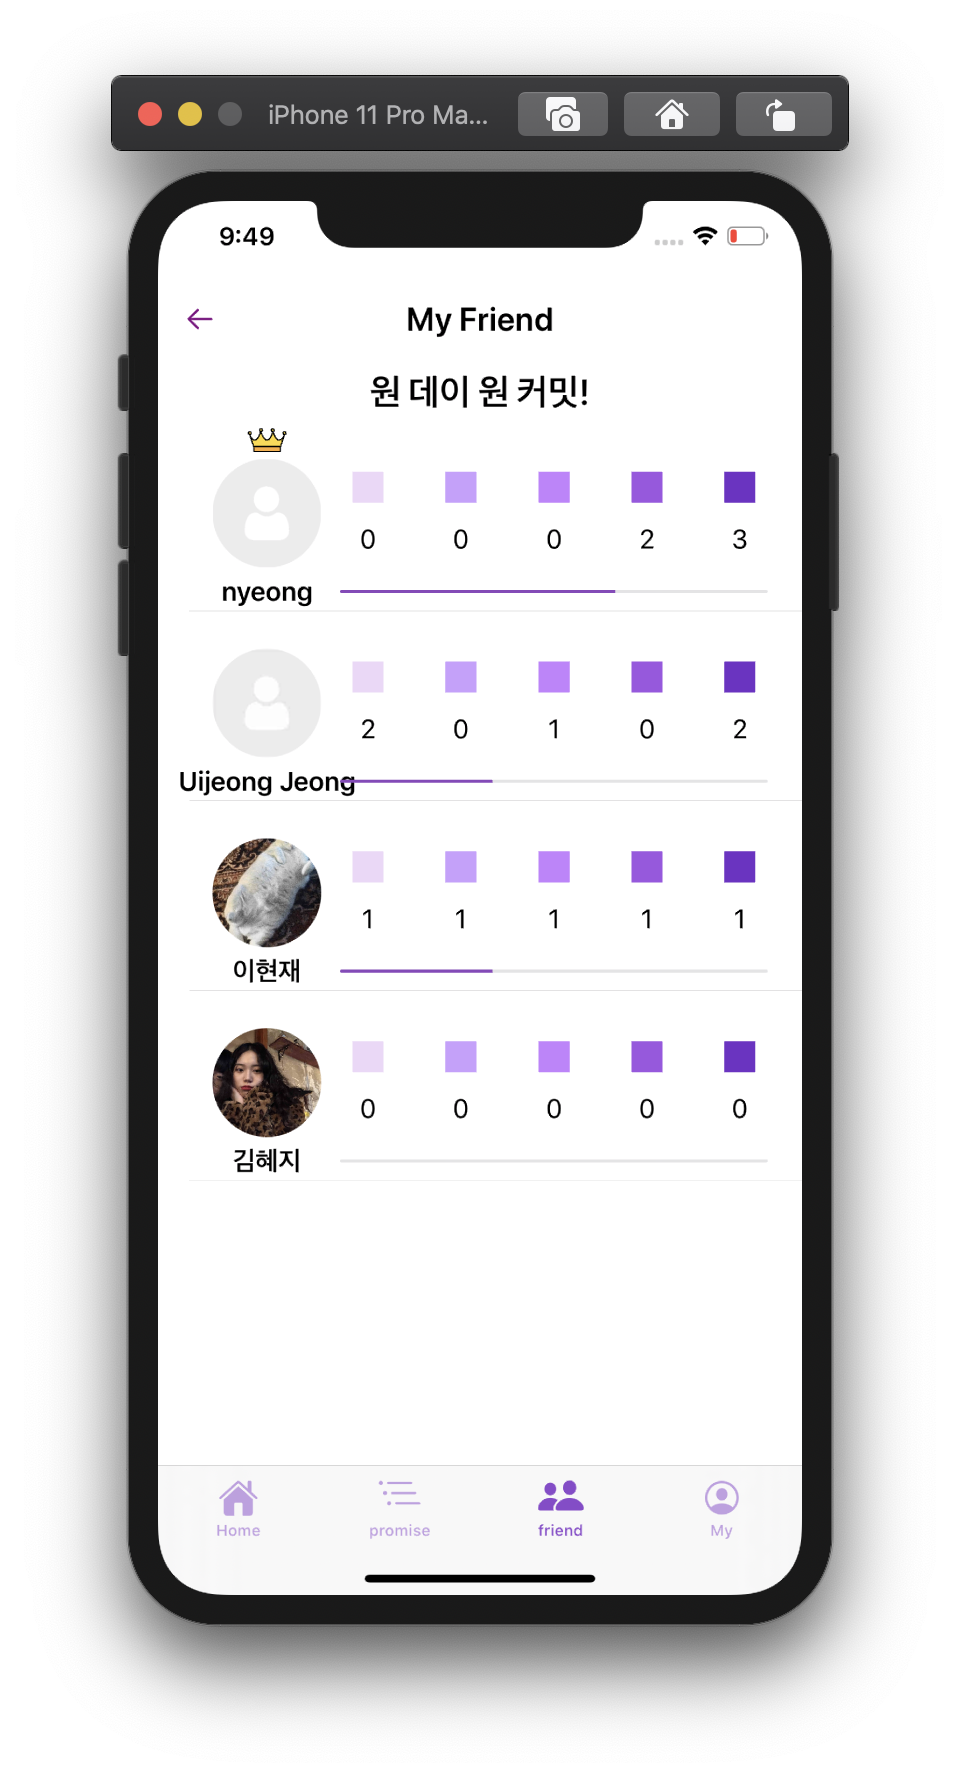 iPhone 11 Pro Ma...
9:49
My Friend
원 데이 원 커밋!
0 0 0 2 3
nyeong
2 0 1 0 2
Uijeong Jeong
1 1 1 1 1
이현재
0 0 0 0 0
김혜지
Home promise friend My